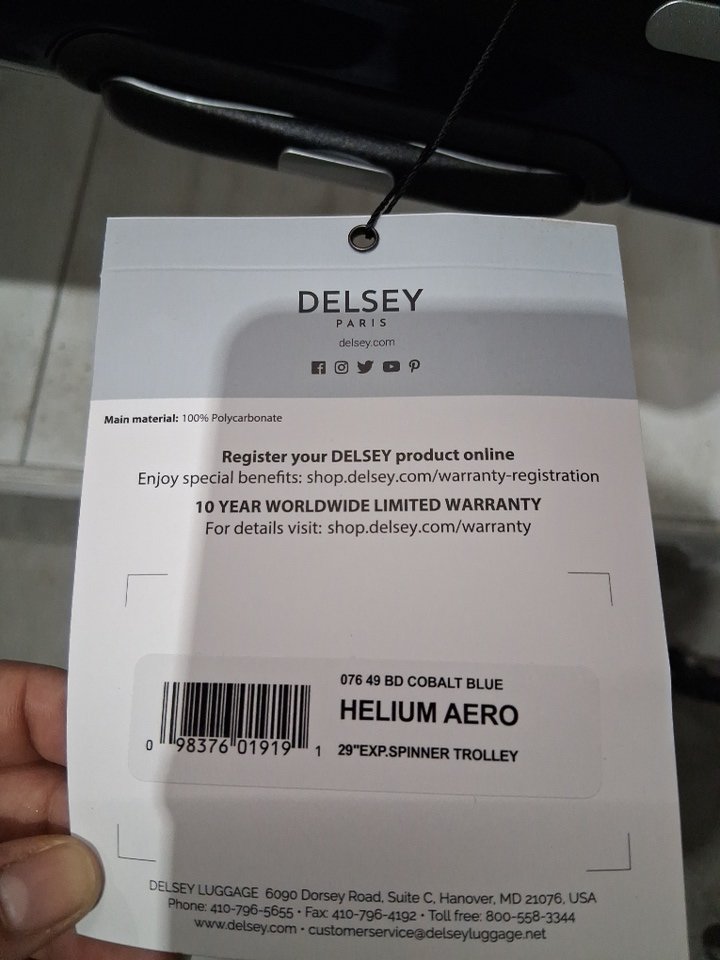 DELSEY
PARIS
delsey.com
Main material: 100% Polycarbonate
Register your DELSEY product online
Enjoy special benefits: shop.delsey.com/warranty-registration
10 YEAR WORLDWIDE LIMITED WARRANTY
For details visit: shop.delsey.com/warranty
076 49 BD COBALT BLUE
HELIUM AERO
29"EXP.SPINNER TROLLEY
0 98376 01919 1
DELSEY LUGGAGE 6090 Dorsey Road, Suite C, Hanover, MD 21076, USA
Phone: 410-796-5655 • Fax: 410-796-4192 • Toll free: 800-558-3344
www.delsey.com • customerservice@delseyluggage.net